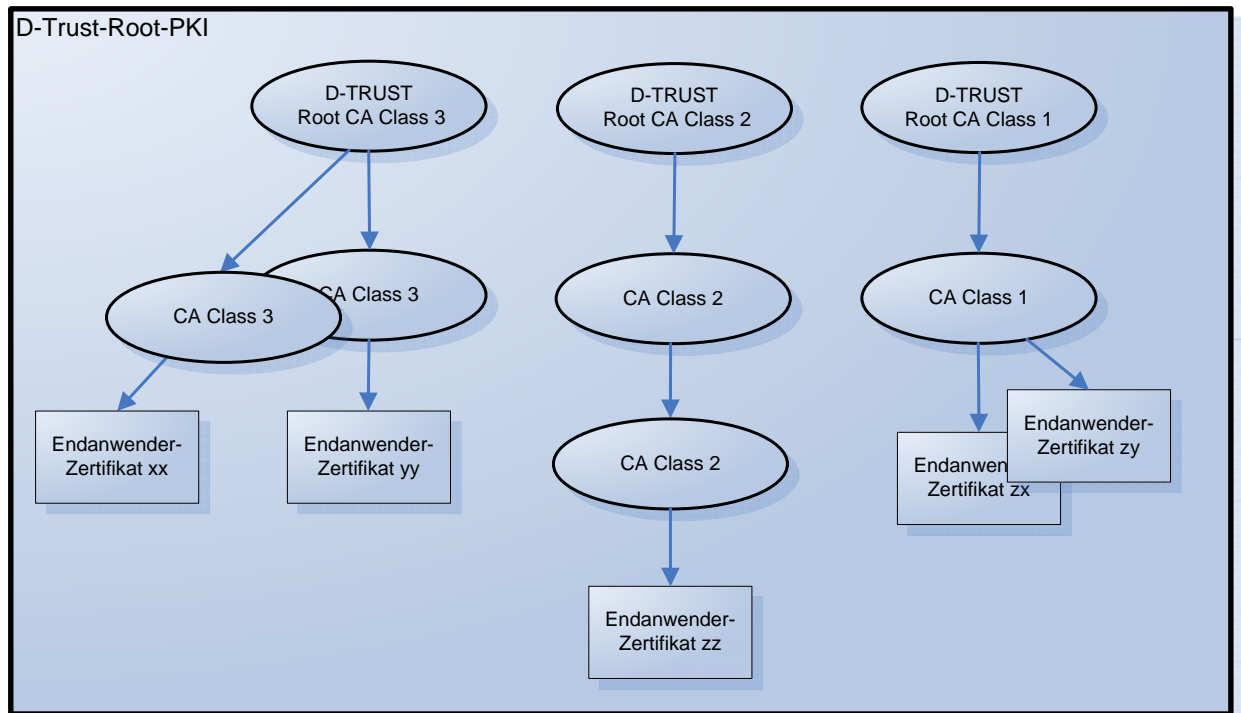 D-Trust-Root-PKI
D-TRUST
Root CA Class 3
D-TRUST
Root CA Class 2
D-TRUST
Root CA Class 1
CA Class 3
CA Class 3
CA Class 2
CA Class 1
Endanwender-
Zertifikat xx
Endanwender-
Zertifikat yy
CA Class 2
Endanwender-
Zertifikat zy
Endanwen
Zertifikat zx
Endanwender-
Zertifikat zz